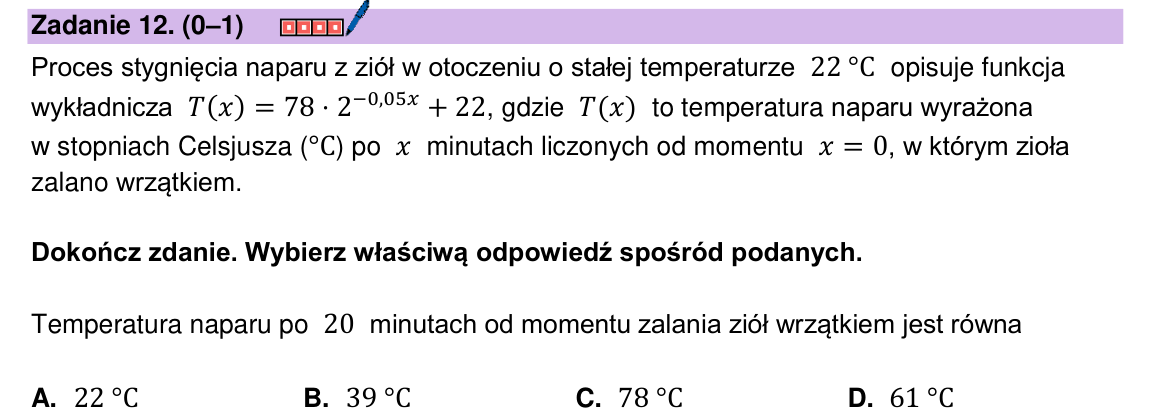 Zadanie 12. (0–1)
Proces stygnięcia naparu z ziół w otoczeniu o stałej temperaturze 22 °C opisuje funkcja
wykładnicza T(x) = 78 · 2^{−0,05x} + 22, gdzie T(x) to temperatura naparu wyrażona
w stopniach Celsjusza (°C) po x minutach liczonych od momentu x = 0, w którym zioła
zalano wrzątkiem.
Dokończ zdanie. Wybierz właściwą odpowiedź spośród podanych.
Temperatura naparu po 20 minutach od momentu zalania ziół wrzątkiem jest równa
A. 22 °C B. 39 °C C. 78 °C D. 61 °C